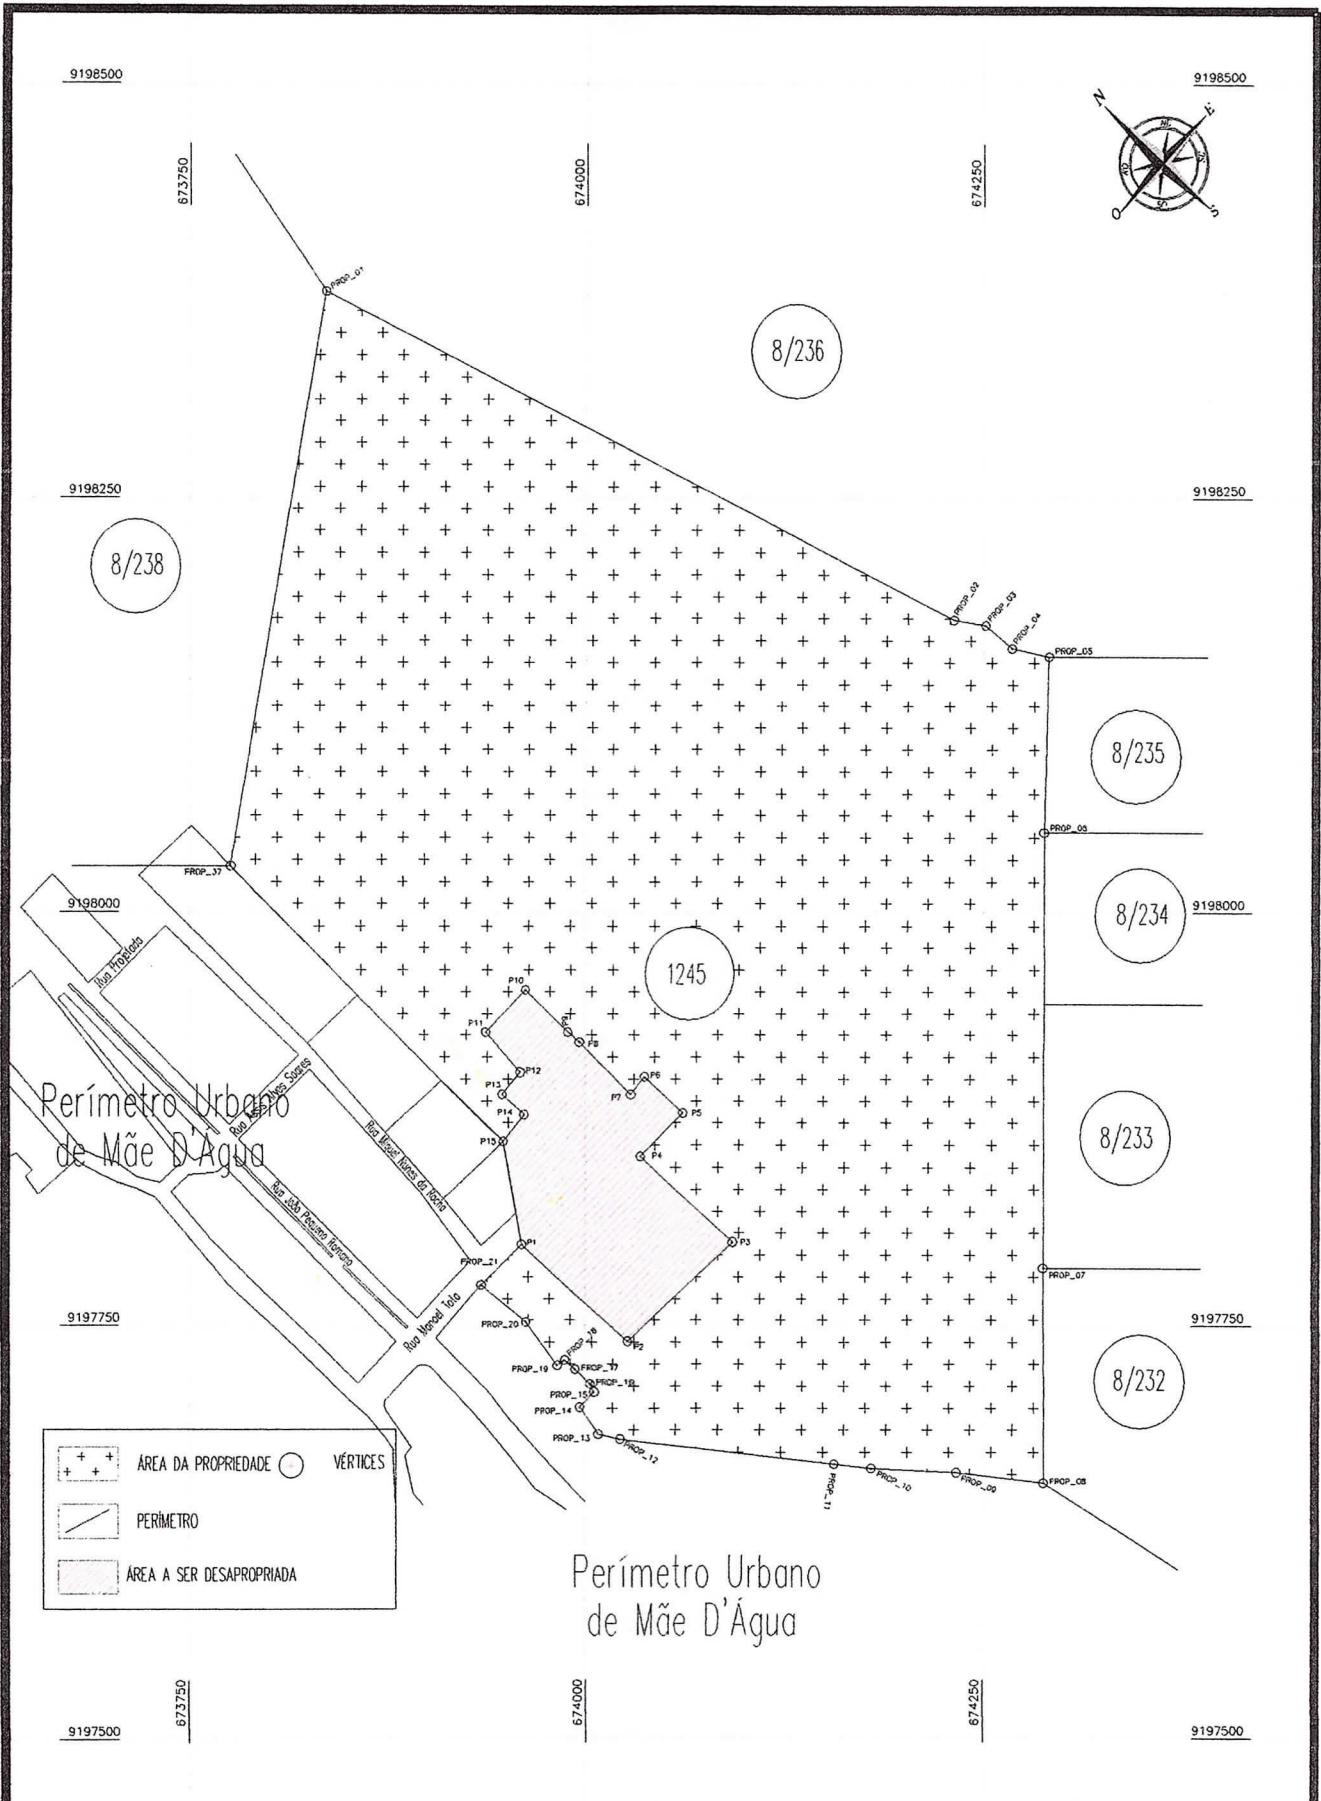 9198500
9198500
N
E
O
S
673750
674000
674250
PROP_01
8/236
9198250
9198250
8/238
PROP_02
PROP_03
PROP_04
PROP_05
8/235
PROP_06
PROP_37
9198000
9198000
8/234
Rua Projetada
1245
P10
P11
P9
P8
P12
P13
P6
P7
P14
P5
P15
P4
8/233
Perímetro Urbano
de Mãe D'Água
Rua Alves Soares
Rua Miguel Nunes da Rocha
Rua João Pequeno Romano
P1
P3
PROP_21
PROP_07
9197750
9197750
Rua Manoel Tota
PROP_20
P2
PROP_18
PROP_19
PROP_17
PROP_16
PROP_15
PROP_14
8/232
PROP_13
PROP_12
PROP_11
PROP_10
PROP_09
PROP_08
ÁREA DA PROPRIEDADE
VÉRTICES
PERÍMETRO
ÁREA A SER DESAPROPRIADA
Perímetro Urbano
de Mãe D'Água
673750
674000
674250
9197500
9197500